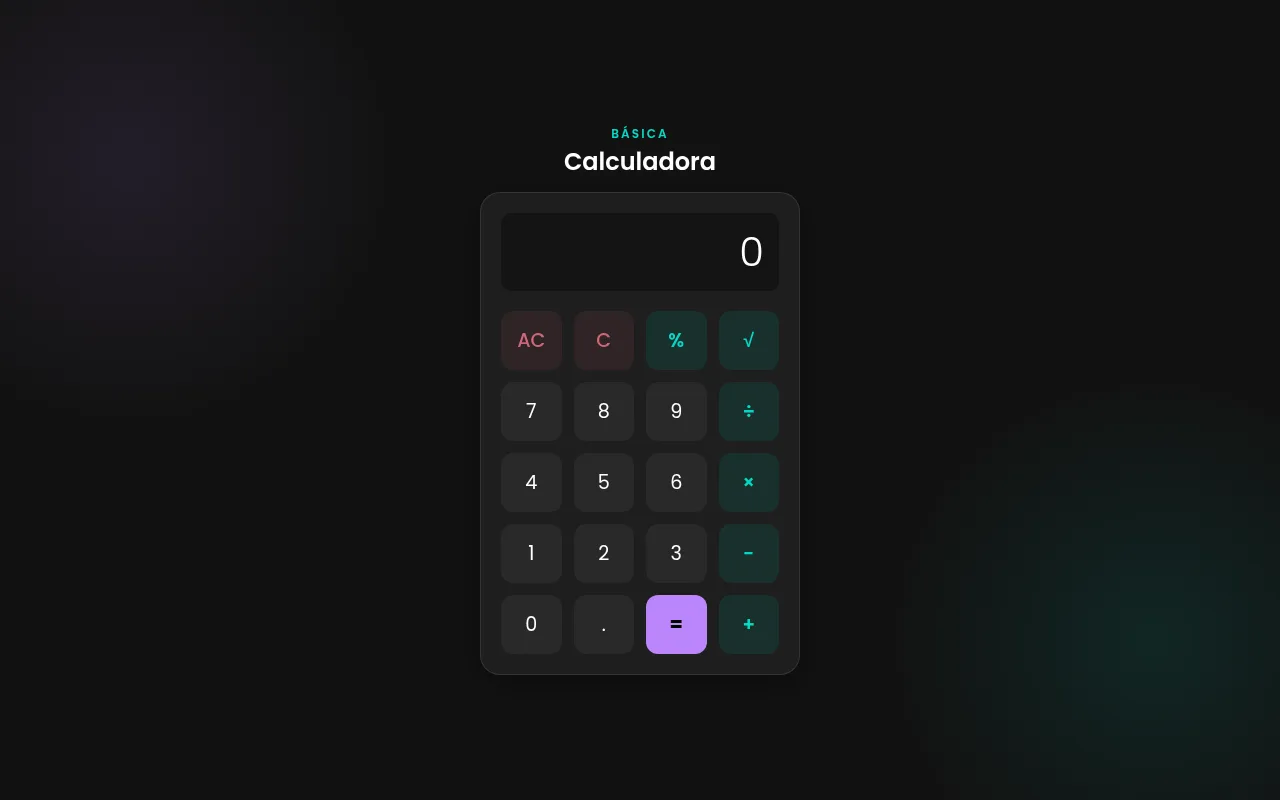 BÁSICA
Calculadora
0
AC C % √
7 8 9 ÷
4 5 6 ×
1 2 3 −
0 . = +